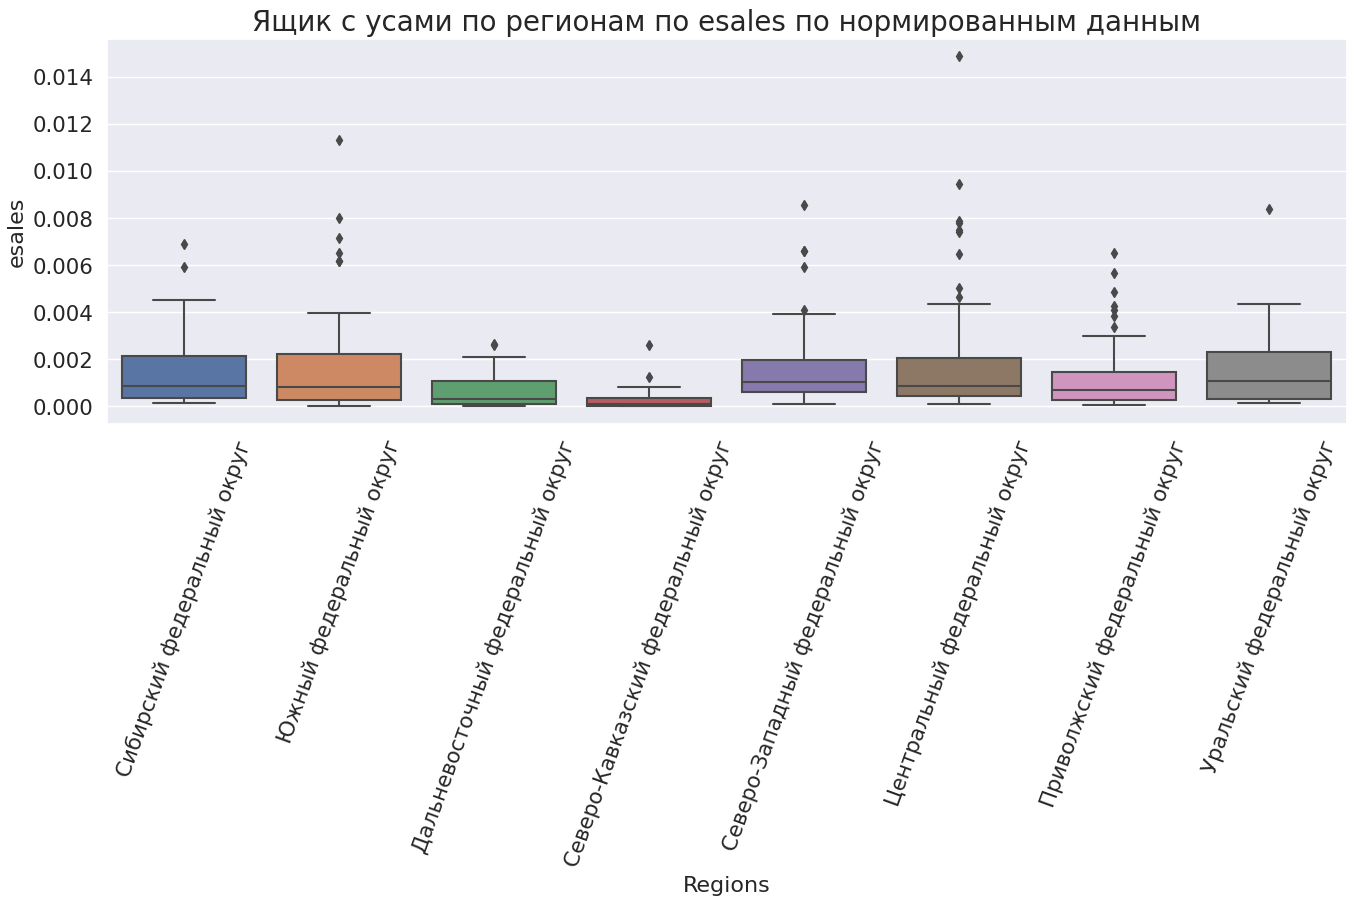 Ящик с усами по регионам по esales по нормированным данным
esales
0.014
0.012
0.010
0.008
0.006
0.004
0.002
0.000
Сибирский федеральный округ
Южный федеральный округ
Дальневосточный федеральный округ
Северо-Кавказский федеральный округ
Северо-Западный федеральный округ
Центральный федеральный округ
Приволжский федеральный округ
Уральский федеральный округ
Regions